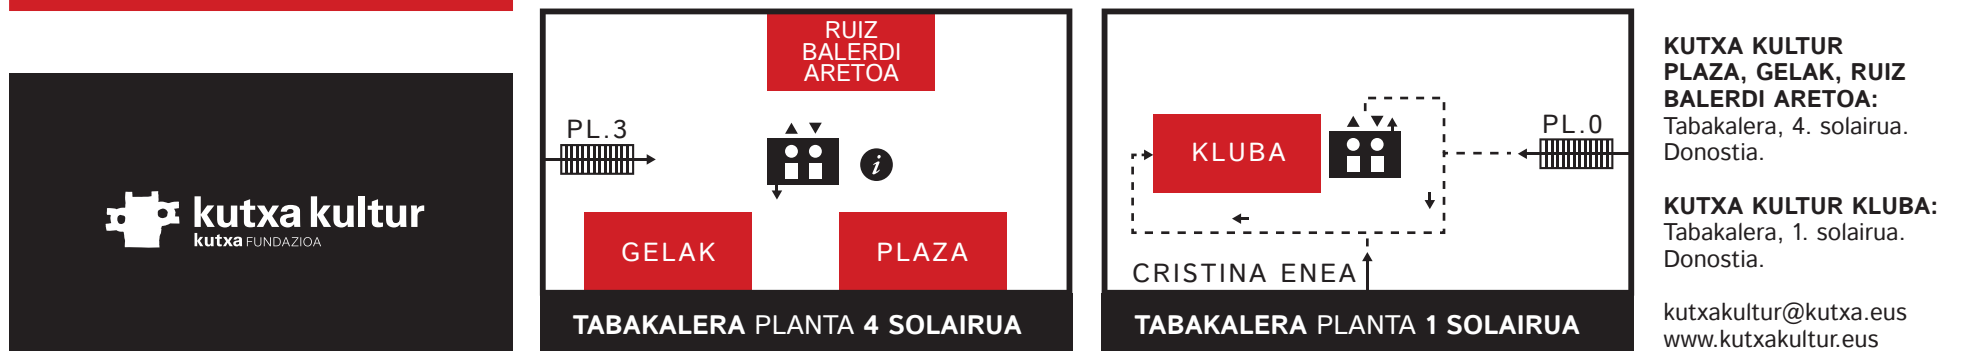 kutxa kultur
kutxa FUNDAZIOA
RUIZ
BALERDI
ARETOA
PL.3
i
GELAK
PLAZA
TABAKALERA PLANTA 4 SOLAIRUA
KLUBA
PL.0
CRISTINA ENEA
TABAKALERA PLANTA 1 SOLAIRUA
KUTXA KULTUR
PLAZA, GELAK, RUIZ
BALERDI ARETOA:
Tabakalera, 4. solairua.
Donostia.
KUTXA KULTUR KLUBA:
Tabakalera, 1. solairua.
Donostia.
kutxakultur@kutxa.eus
www.kutxakultur.eus